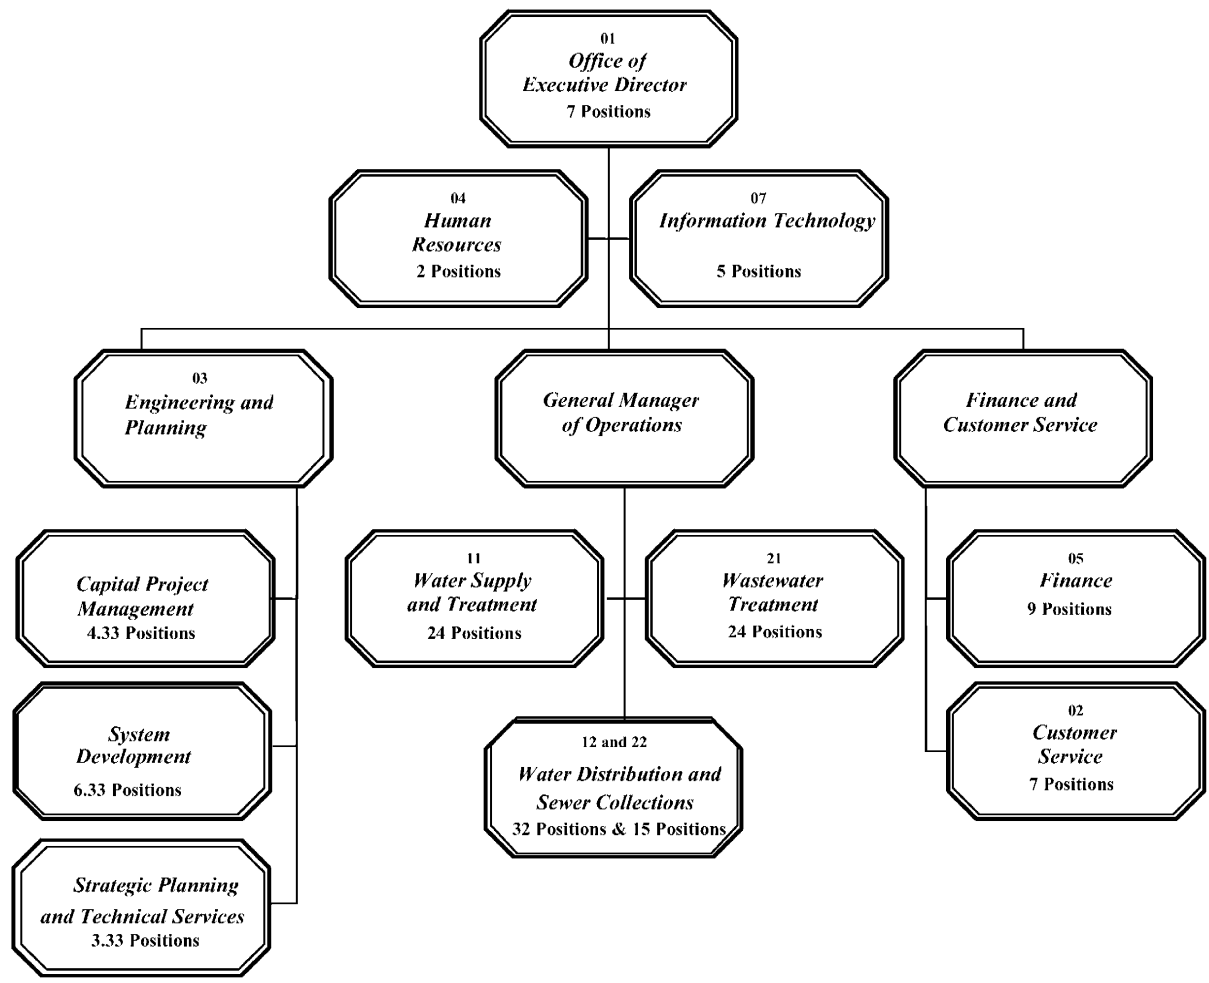 01
Office of
Executive Director
7 Positions
04
Human
Resources
2 Positions
07
Information Technology
5 Positions
03
Engineering and
Planning
General Manager
of Operations
Finance and
Customer Service
Capital Project
Management
4.33 Positions
System
Development
6.33 Positions
Strategic Planning
and Technical Services
3.33 Positions
11
Water Supply
and Treatment
24 Positions
21
Wastewater
Treatment
24 Positions
12 and 22
Water Distribution and
Sewer Collections
32 Positions & 15 Positions
05
Finance
9 Positions
02
Customer
Service
7 Positions